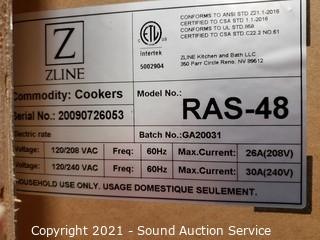 Z
ZLINE
ETL
Intertek
5002904
CONFORMS TO ANSI STD Z21.1-2016
CERTIFIED TO CSA STD 1.1-2016
CONFORMS TO UL STD.858
CERTIFIED TO CSA STD C22.2 NO.61
ZLINE Kitchen and Bath LLC
350 Parr Circle Reno, NV 89512
Commodity: Cookers
Model No.:
RAS-48
Serial No.: 20090726053
Electric rate
Batch No.:GA20031
Voltage: 120/208 VAC Freq: 60Hz Max.Current: 26A(208V)
Voltage: 120/240 VAC Freq: 60Hz Max.Current: 30A(240V)
HOUSEHOLD USE ONLY. USAGE DOMESTIQUE SEULEMENT.
Copyright 2021 - Sound Auction Service